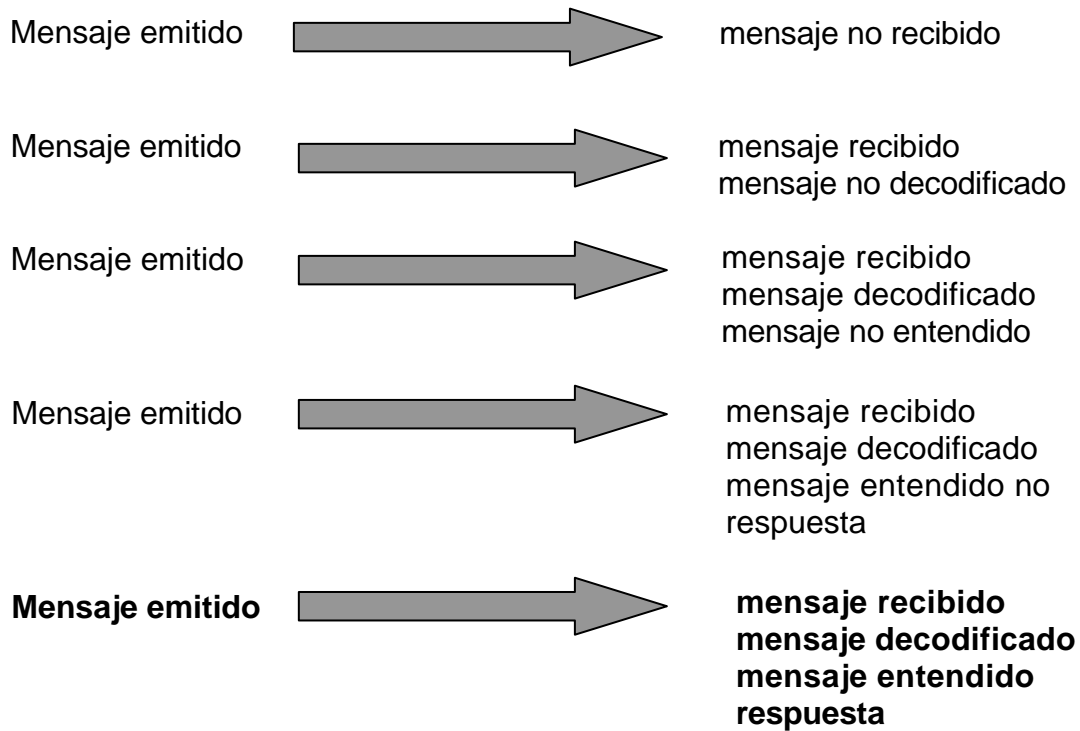 Mensaje emitido
mensaje no recibido
Mensaje emitido
mensaje recibido
mensaje no decodificado
Mensaje emitido
mensaje recibido
mensaje decodificado
mensaje no entendido
Mensaje emitido
mensaje recibido
mensaje decodificado
mensaje entendido no
respuesta
Mensaje emitido
mensaje recibido
mensaje decodificado
mensaje entendido
respuesta